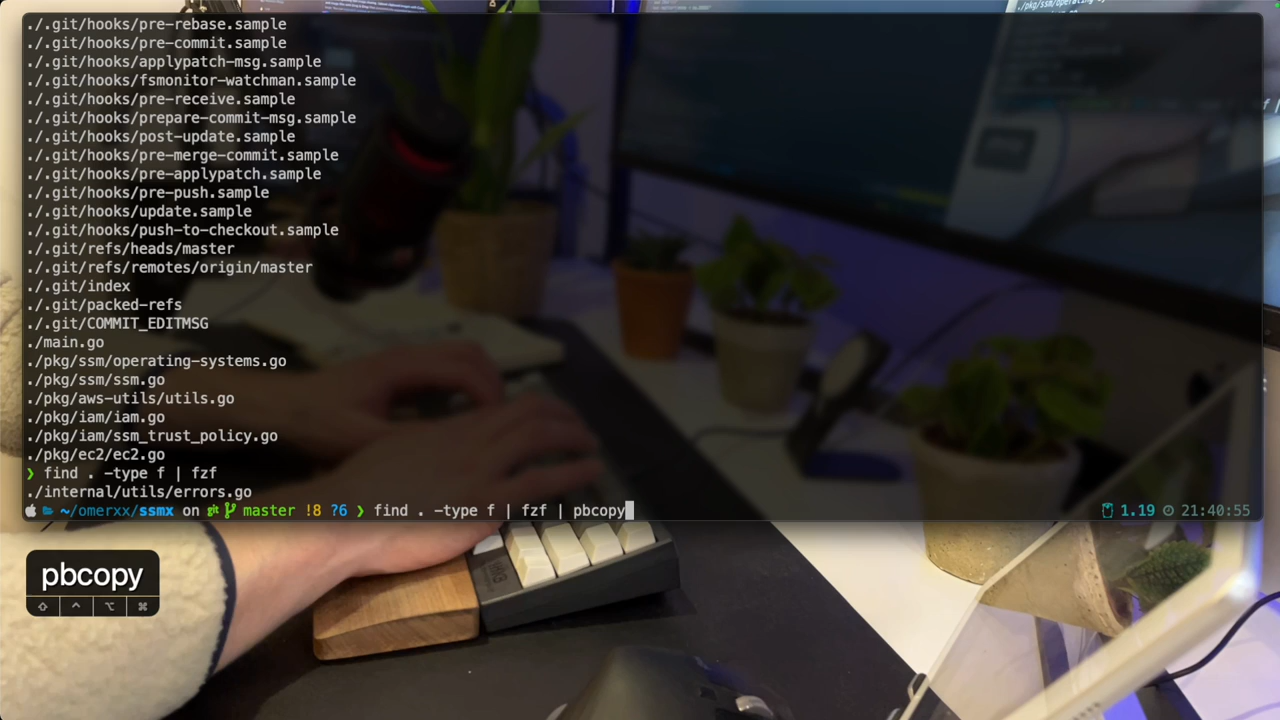 ./.git/hooks/pre-rebase.sample
./.git/hooks/pre-commit.sample
./.git/hooks/applypatch-msg.sample
./.git/hooks/fsmonitor-watchman.sample
./.git/hooks/pre-receive.sample
./.git/hooks/prepare-commit-msg.sample
./.git/hooks/post-update.sample
./.git/hooks/pre-merge-commit.sample
./.git/hooks/pre-applypatch.sample
./.git/hooks/pre-push.sample
./.git/hooks/update.sample
./.git/hooks/push-to-checkout.sample
./.git/refs/heads/master
./.git/refs/remotes/origin/master
./.git/index
./.git/packed-refs
./.git/COMMIT_EDITMSG
./main.go
./pkg/ssm/operating-systems.go
./pkg/ssm/ssm.go
./pkg/aws-utils/utils.go
./pkg/iam/iam.go
./pkg/iam/ssm_trust_policy.go
./pkg/ec2/ec2.go
❯ find . -type f | fzf
./internal/utils/errors.go
~/omerxx/ssmx on git master !8 ?6 ❯ find . -type f | fzf | pbcopy 1.19 21:40:55
pbcopy
⇧ ^ ⌥ ⌘